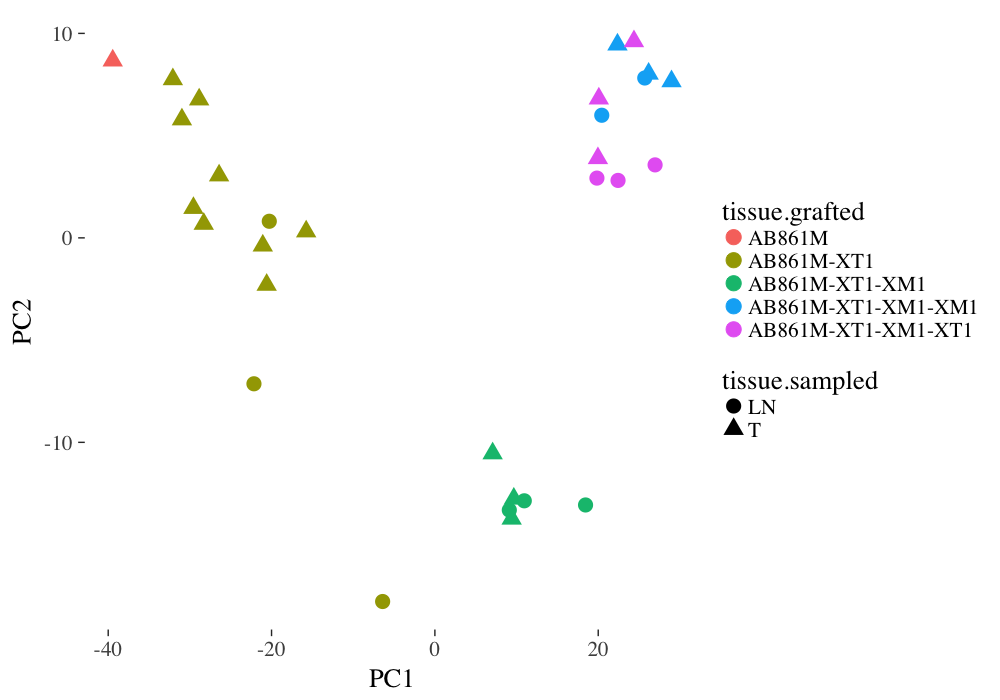 10
0
-10
PC2
-40
-20
0
20
PC1
tissue.grafted
AB861M
AB861M-XT1
AB861M-XT1-XM1
AB861M-XT1-XM1-XM1
AB861M-XT1-XM1-XT1
tissue.sampled
LN
T